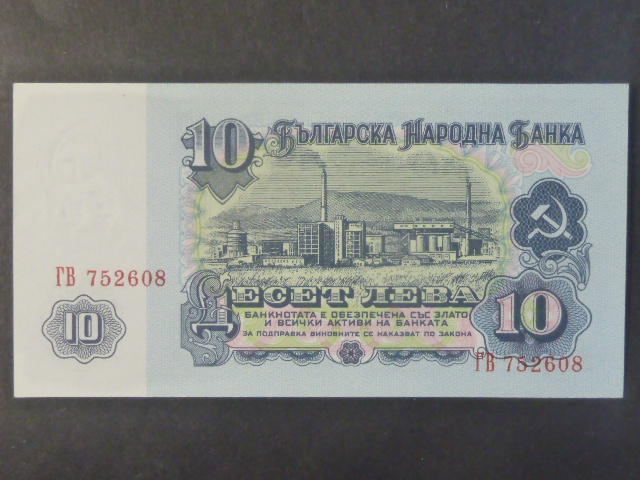 10 Българска Народна Банка
ГВ 752608
Десет Лева
БАНКНОТАТА Е ОБЕЗПЕЧЕНА СЪС ЗЛАТО
И ВСИЧКИ АКТИВИ НА БАНКАТА
ЗА ПОДПРАВКА ВИНОВНИТЕ СЕ НАКАЗВАТ ПО ЗАКОНА
10
10
ГВ 752608